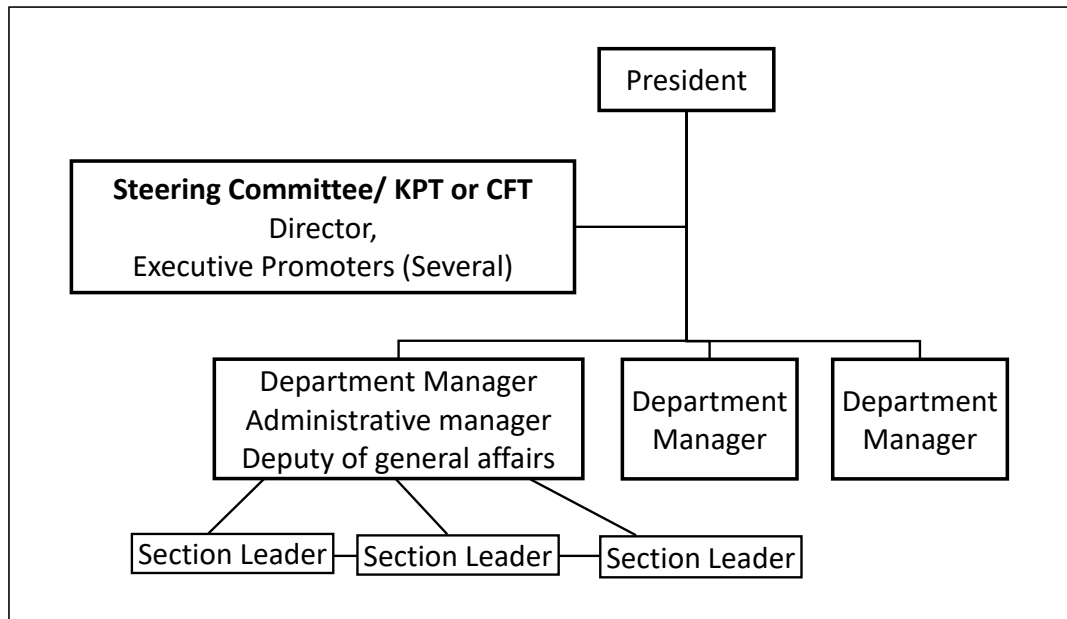 President
Steering Committee/ KPT or CFT
Director,
Executive Promoters (Several)
Department Manager
Administrative manager
Deputy of general affairs
Department
Manager
Department
Manager
Section Leader
Section Leader
Section Leader